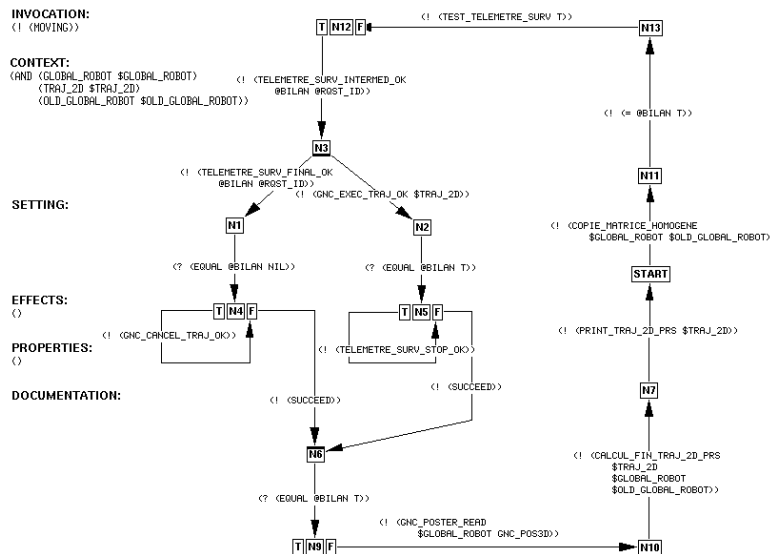 INVOCATION:
(! (MOVING))
CONTEXT:
(AND (GLOBAL_ROBOT $GLOBAL_ROBOT)
(TRAJ_2D $TRAJ_2D)
(OLD_GLOBAL_ROBOT $OLD_GLOBAL_ROBOT))
SETTING:
EFFECTS:
()
PROPERTIES:
()
DOCUMENTATION:
T N12 F
(! (TEST_TELEMETRE_SURV T))
N13
(! (TELEMETRE_SURV_INTERMED_OK
@BILAN @RQST_ID))
(! (= @BILAN T))
N3
(! (TELEMETRE_SURV_FINAL_OK
@BILAN @RQST_ID))
(! (GNC_EXEC_TRAJ_OK $TRAJ_2D))
N11
N1
N2
(! (COPIE_MATRICE_HOMOGENE
$GLOBAL_ROBOT $OLD_GLOBAL_ROBOT))
(? (EQUAL @BILAN NIL))
(? (EQUAL @BILAN T))
START
T N4 F
T N5 F
(! (GNC_CANCEL_TRAJ_OK))
(! (TELEMETRE_SURV_STOP_OK))
(! (PRINT_TRAJ_2D_PRS $TRAJ_2D))
(! (SUCCEED))
(! (SUCCEED))
N7
N6
(! (CALCUL_FIN_TRAJ_2D_PRS
$TRAJ_2D
$GLOBAL_ROBOT
$OLD_GLOBAL_ROBOT))
(? (EQUAL @BILAN T))
(! (GNC_POSTER_READ
$GLOBAL_ROBOT GNC_POS3D))
T N9 F
N10